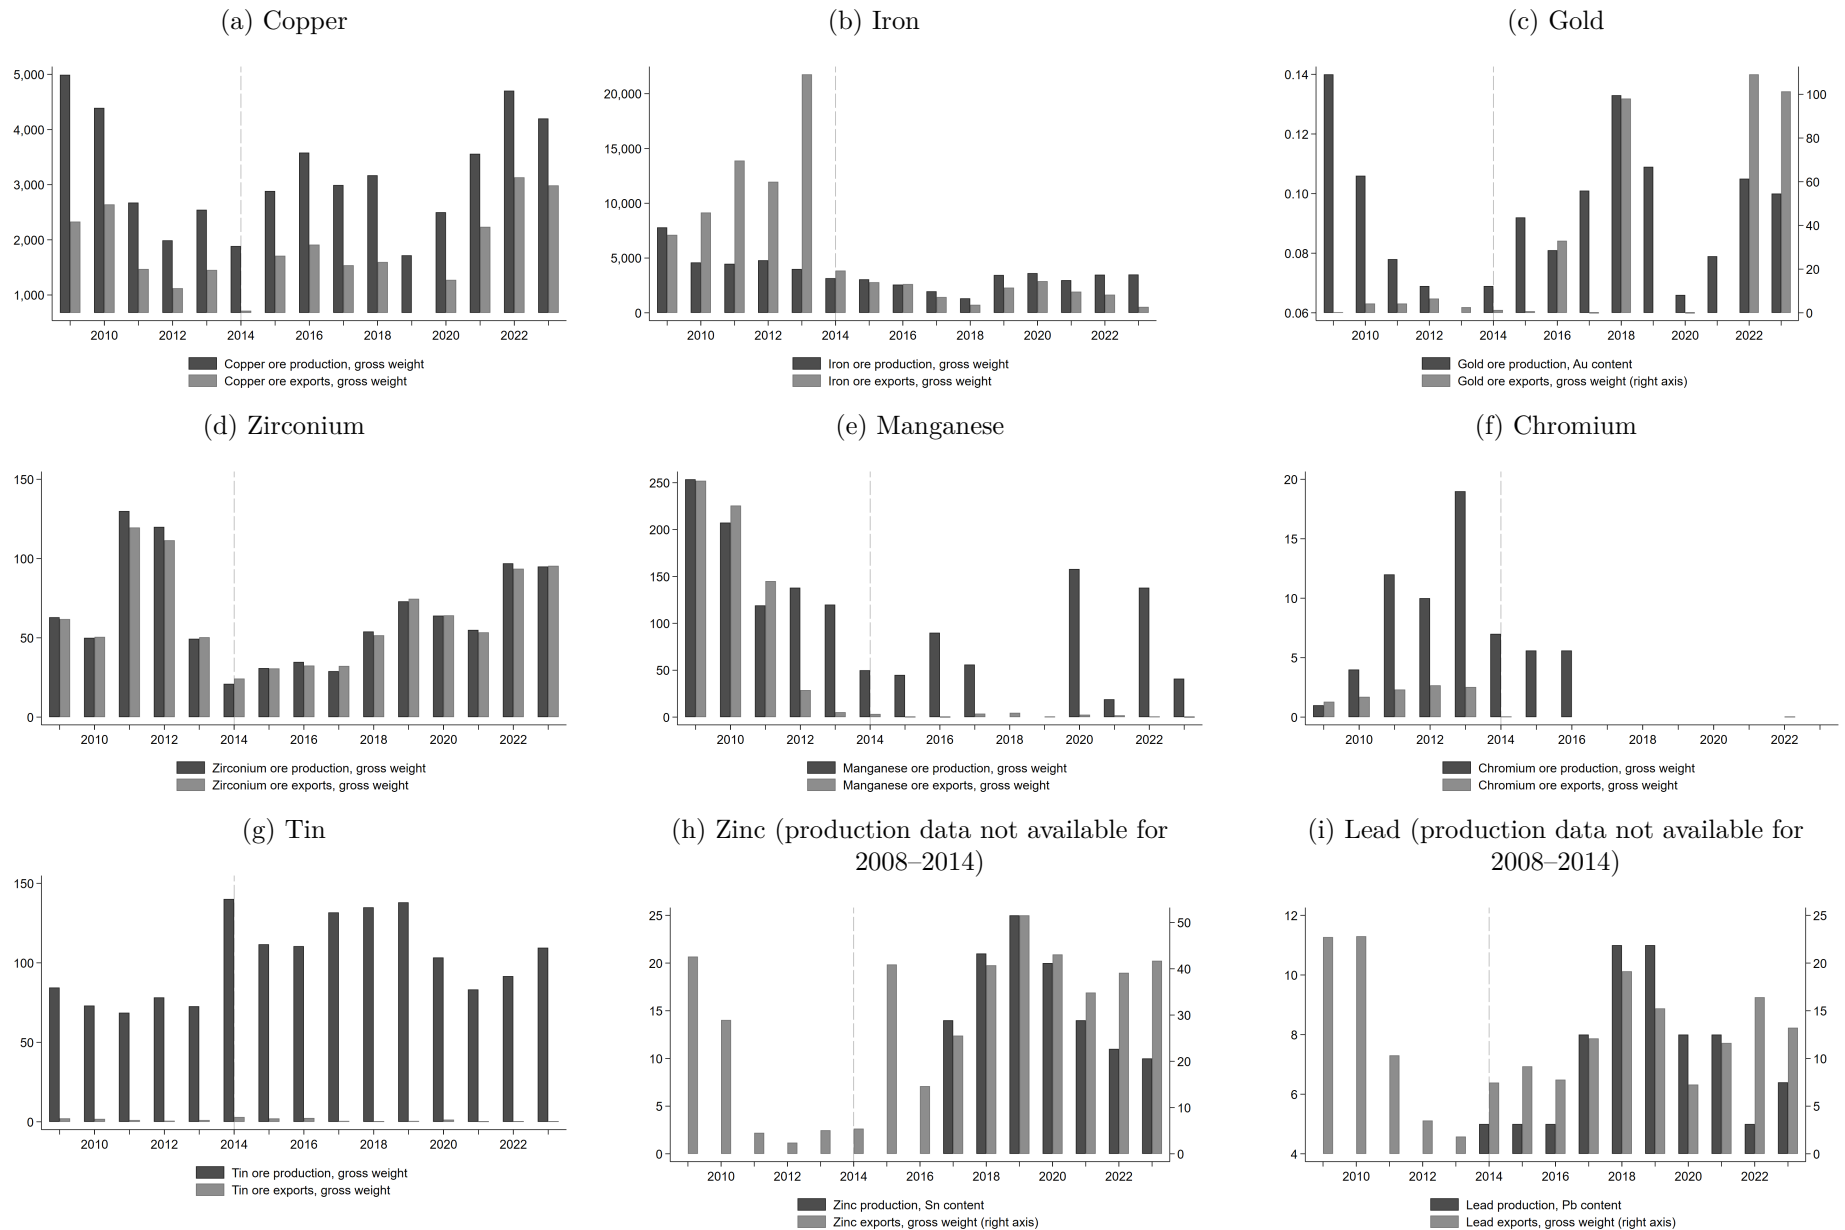 (a) Copper
5,000
4,000
3,000
2,000
1,000
2010 2012 2014 2016 2018 2020 2022
Copper ore production, gross weight
Copper ore exports, gross weight
(b) Iron
20,000
15,000
10,000
5,000
0
2010 2012 2014 2016 2018 2020 2022
Iron ore production, gross weight
Iron ore exports, gross weight
(c) Gold
0.14
0.12
0.10
0.08
0.06
100
80
60
40
20
0
2010 2012 2014 2016 2018 2020 2022
Gold ore production, Au content
Gold ore exports, gross weight (right axis)
(d) Zirconium
150
100
50
0
2010 2012 2014 2016 2018 2020 2022
Zirconium ore production, gross weight
Zirconium ore exports, gross weight
(e) Manganese
250
200
150
100
50
0
2010 2012 2014 2016 2018 2020 2022
Manganese ore production, gross weight
Manganese ore exports, gross weight
(f) Chromium
20
15
10
5
0
2010 2012 2014 2016 2018 2020 2022
Chromium ore production, gross weight
Chromium ore exports, gross weight
(g) Tin
150
100
50
0
2010 2012 2014 2016 2018 2020 2022
Tin ore production, gross weight
Tin ore exports, gross weight
(h) Zinc (production data not available for
2008–2014)
25
20
15
10
5
0
50
40
30
20
10
0
2010 2012 2014 2016 2018 2020 2022
Zinc production, Sn content
Zinc exports, gross weight (right axis)
(i) Lead (production data not available for
2008–2014)
12
10
8
6
4
25
20
15
10
5
0
2010 2012 2014 2016 2018 2020 2022
Lead production, Pb content
Lead exports, gross weight (right axis)